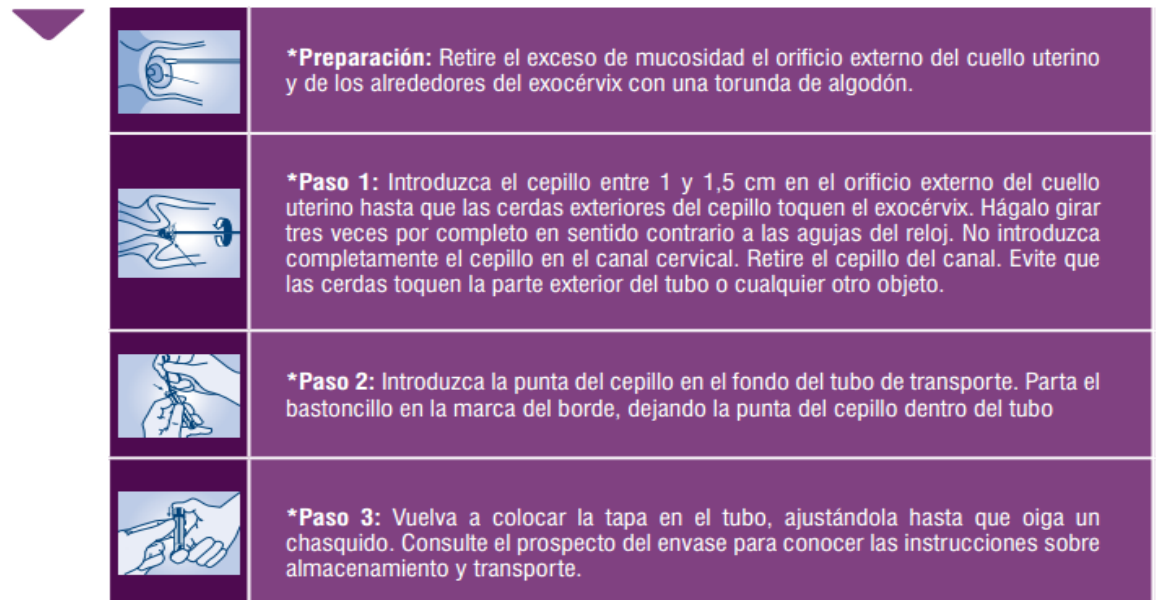 *Preparación: Retire el exceso de mucosidad el orificio externo del cuello uterino
y de los alrededores del exocérvix con una torunda de algodón.
*Paso 1: Introduzca el cepillo entre 1 y 1,5 cm en el orificio externo del cuello
uterino hasta que las cerdas exteriores del cepillo toquen el exocérvix. Hágalo girar
tres veces por completo en sentido contrario a las agujas del reloj. No introduzca
completamente el cepillo en el canal cervical. Retire el cepillo del canal. Evite que
las cerdas toquen la parte exterior del tubo o cualquier otro objeto.
*Paso 2: Introduzca la punta del cepillo en el fondo del tubo de transporte. Parta el
bastoncillo en la marca del borde, dejando la punta del cepillo dentro del tubo
*Paso 3: Vuelva a colocar la tapa en el tubo, ajustándola hasta que oiga un
chasquido. Consulte el prospecto del envase para conocer las instrucciones sobre
almacenamiento y transporte.